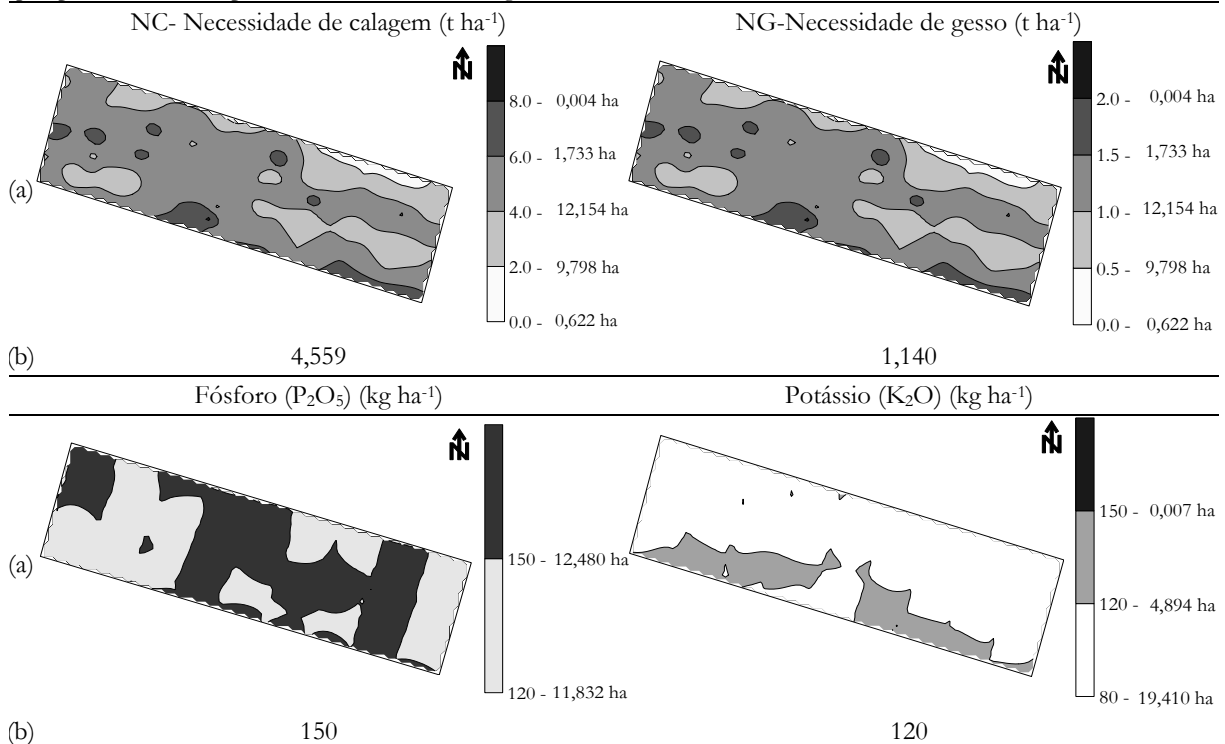 NC- Necessidade de calagem (t ha⁻¹) NG-Necessidade de gesso (t ha⁻¹)
N N
8.0 - 0,004 ha 2.0 - 0,004 ha
6.0 - 1,733 ha 1.5 - 1,733 ha
(a)
4.0 - 12,154 ha 1.0 - 12,154 ha
2.0 - 9,798 ha 0.5 - 9,798 ha
0.0 - 0,622 ha 0.0 - 0,622 ha
(b) 4,559 1,140
Fósforo (P₂O₅) (kg ha⁻¹) Potássio (K₂O) (kg ha⁻¹)
N N
150 - 0,007 ha
150 - 12,480 ha
(a)
120 - 4,894 ha
120 - 11,832 ha 80 - 19,410 ha
(b) 150 120